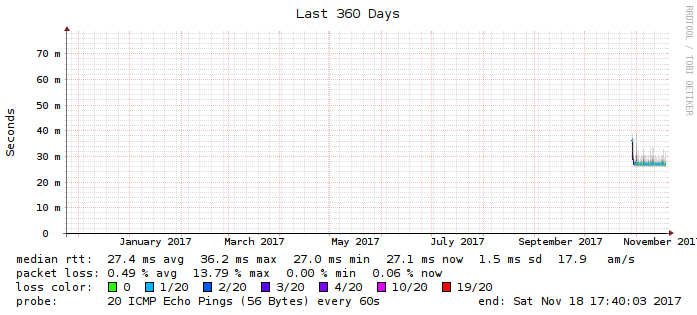 Last 360 Days
RRDTOOL / TOBI OETIKER
Seconds
70 m
60 m
50 m
40 m
30 m
20 m
10 m
0
January 2017 March 2017 May 2017 July 2017 September 2017 November 201
median rtt: 27.4 ms avg 36.2 ms max 27.0 ms min 27.1 ms now 1.5 ms sd 17.9 am/s
packet loss: 0.49 % avg 13.79 % max 0.00 % min 0.06 % now
loss color: 0 1/20 2/20 3/20 4/20 10/20 19/20
probe: 20 ICMP Echo Pings (56 Bytes) every 60s end: Sat Nov 18 17:40:03 2017